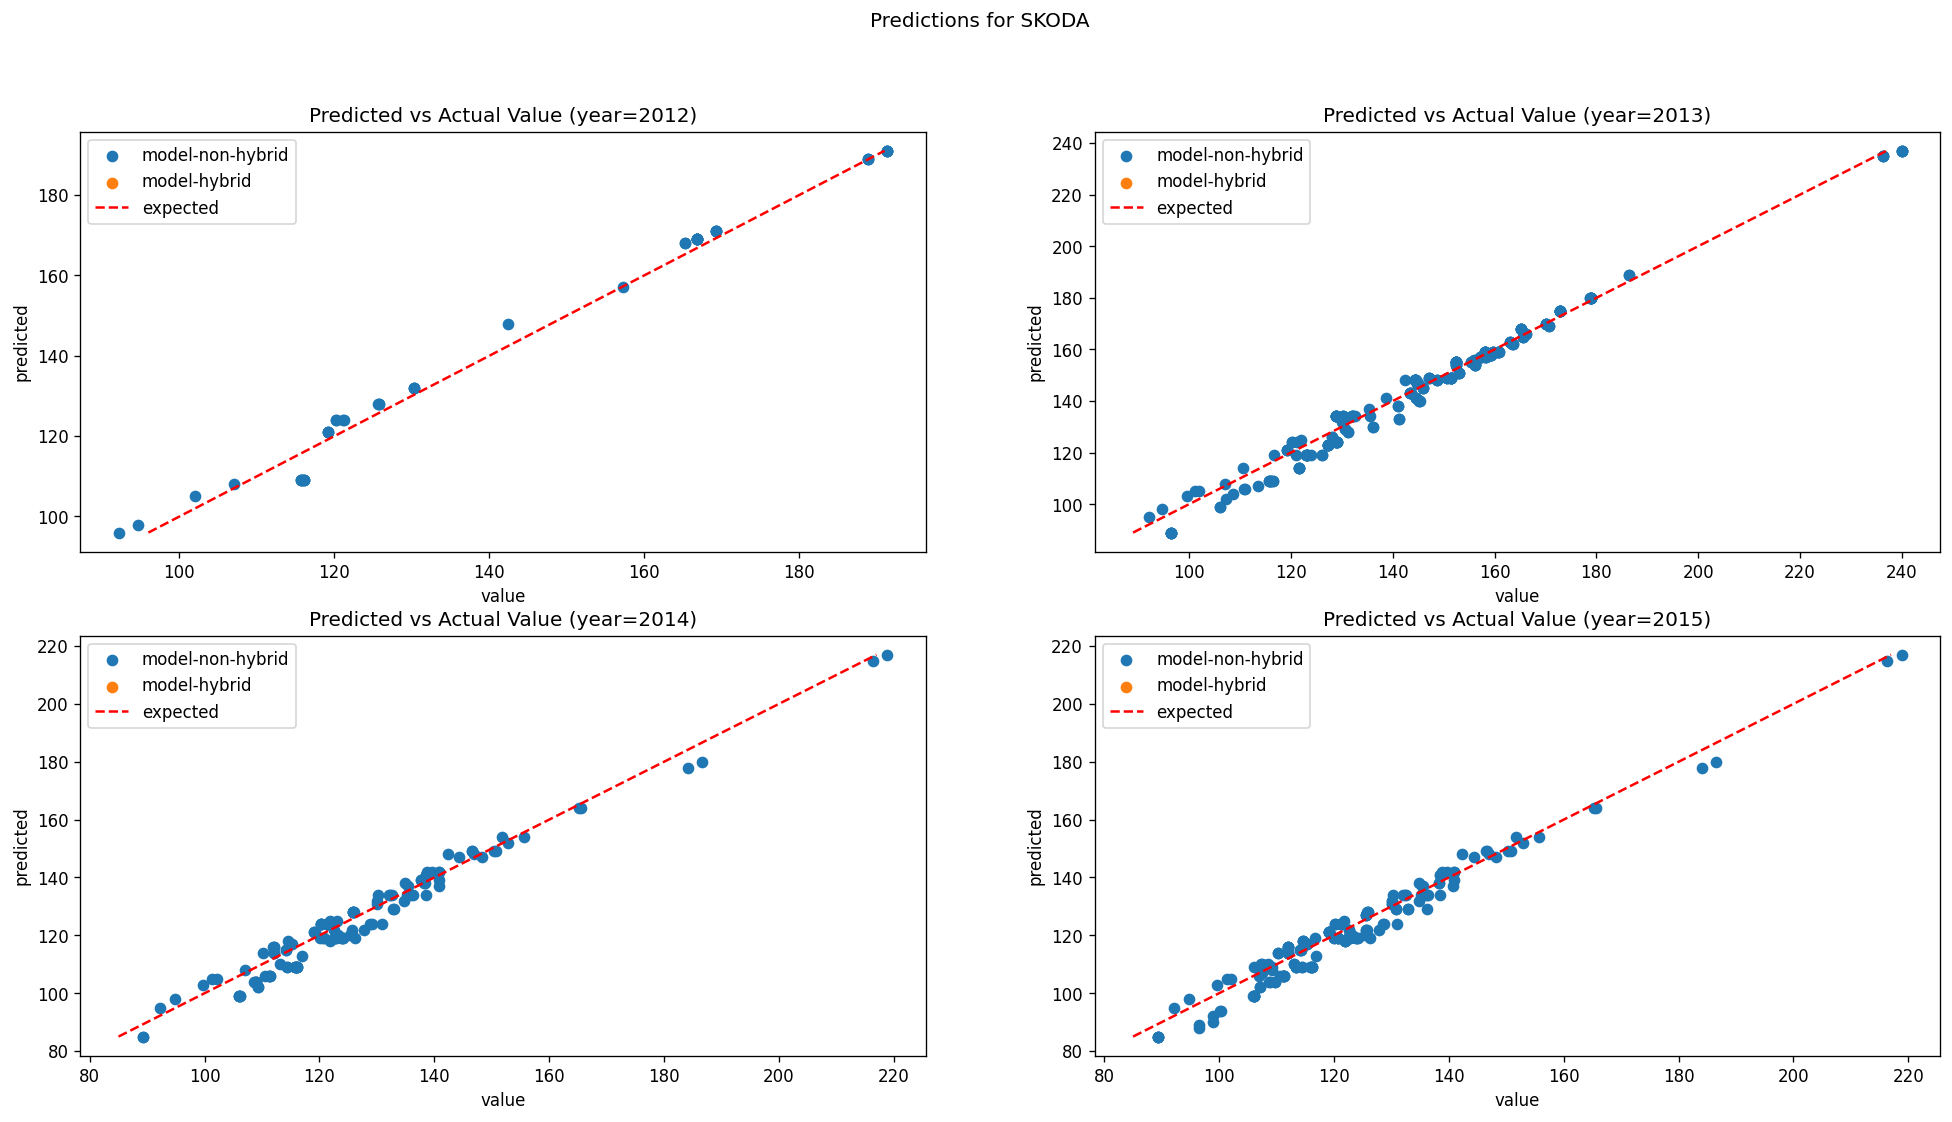 Predictions for SKODA
Predicted vs Actual Value (year=2012)
model-non-hybrid
model-hybrid
expected
predicted
180
160
140
120
100
100 120 140 160 180
value
Predicted vs Actual Value (year=2013)
model-non-hybrid
model-hybrid
expected
predicted
240
220
200
180
160
140
120
100
100 120 140 160 180 200 220 240
value
Predicted vs Actual Value (year=2014)
model-non-hybrid
model-hybrid
expected
predicted
220
200
180
160
140
120
100
80
80 100 120 140 160 180 200 220
value
Predicted vs Actual Value (year=2015)
model-non-hybrid
model-hybrid
expected
predicted
220
200
180
160
140
120
100
80
80 100 120 140 160 180 200 220
value